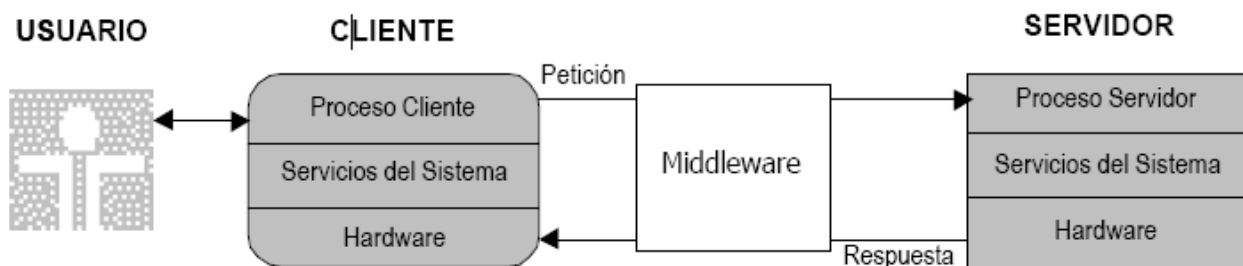 USUARIO
CLIENTE
SERVIDOR
Petición
Proceso Cliente
Servicios del Sistema
Hardware
Middleware
Proceso Servidor
Servicios del Sistema
Hardware
Respuesta